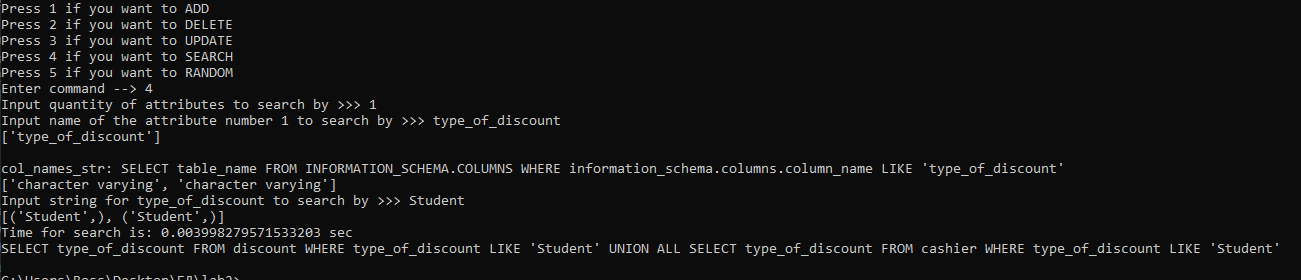 Press 1 if you want to ADD
Press 2 if you want to DELETE
Press 3 if you want to UPDATE
Press 4 if you want to SEARCH
Press 5 if you want to RANDOM
Enter command --> 4
Input quantity of attributes to search by >>> 1
Input name of the attribute number 1 to search by >>> type_of_discount
['type_of_discount']
col_names_str: SELECT table_name FROM INFORMATION_SCHEMA.COLUMNS WHERE information_schema.columns.column_name LIKE 'type_of_discount'
['character varying', 'character varying']
Input string for type_of_discount to search by >>> Student
[('Student',), ('Student',)]
Time for search is: 0.003998279571533203 sec
SELECT type_of_discount FROM discount WHERE type_of_discount LIKE 'Student' UNION ALL SELECT type_of_discount FROM cashier WHERE type_of_discount LIKE 'Student'